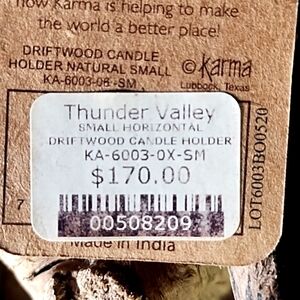 how Karma is helping to make
the world a better place!
DRIFTWOOD CANDLE
HOLDER NATURAL SMALL
KA-6003-08-SM
©Karma
Lubbock, Texas
Thunder Valley
SMALL HORIZONTAL
DRIFTWOOD CANDLE HOLDER
KA-6003-0X-SM
$170.00
00508209
7
Made in India
LOT6003BO0520